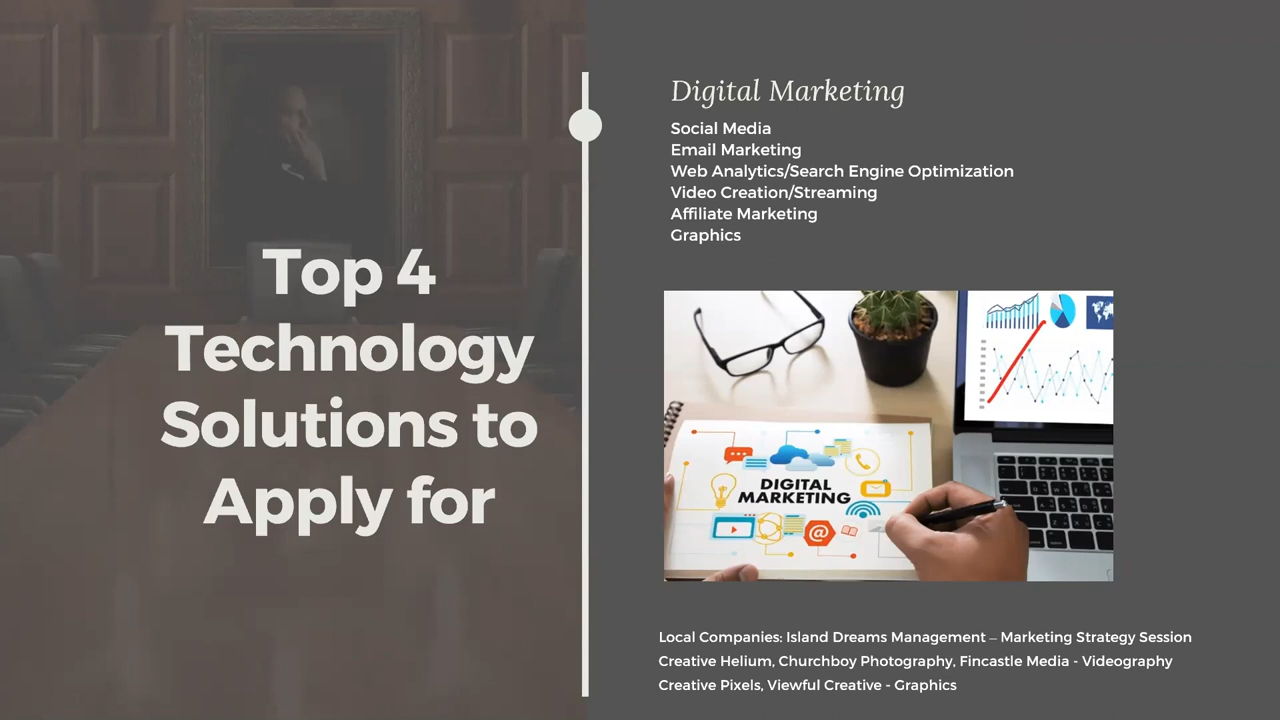 Top 4
Technology
Solutions to
Apply for
Digital Marketing
Social Media
Email Marketing
Web Analytics/Search Engine Optimization
Video Creation/Streaming
Affiliate Marketing
Graphics
DIGITAL
MARKETING
Local Companies: Island Dreams Management – Marketing Strategy Session
Creative Helium, Churchboy Photography, Fincastle Media - Videography
Creative Pixels, Viewful Creative - Graphics